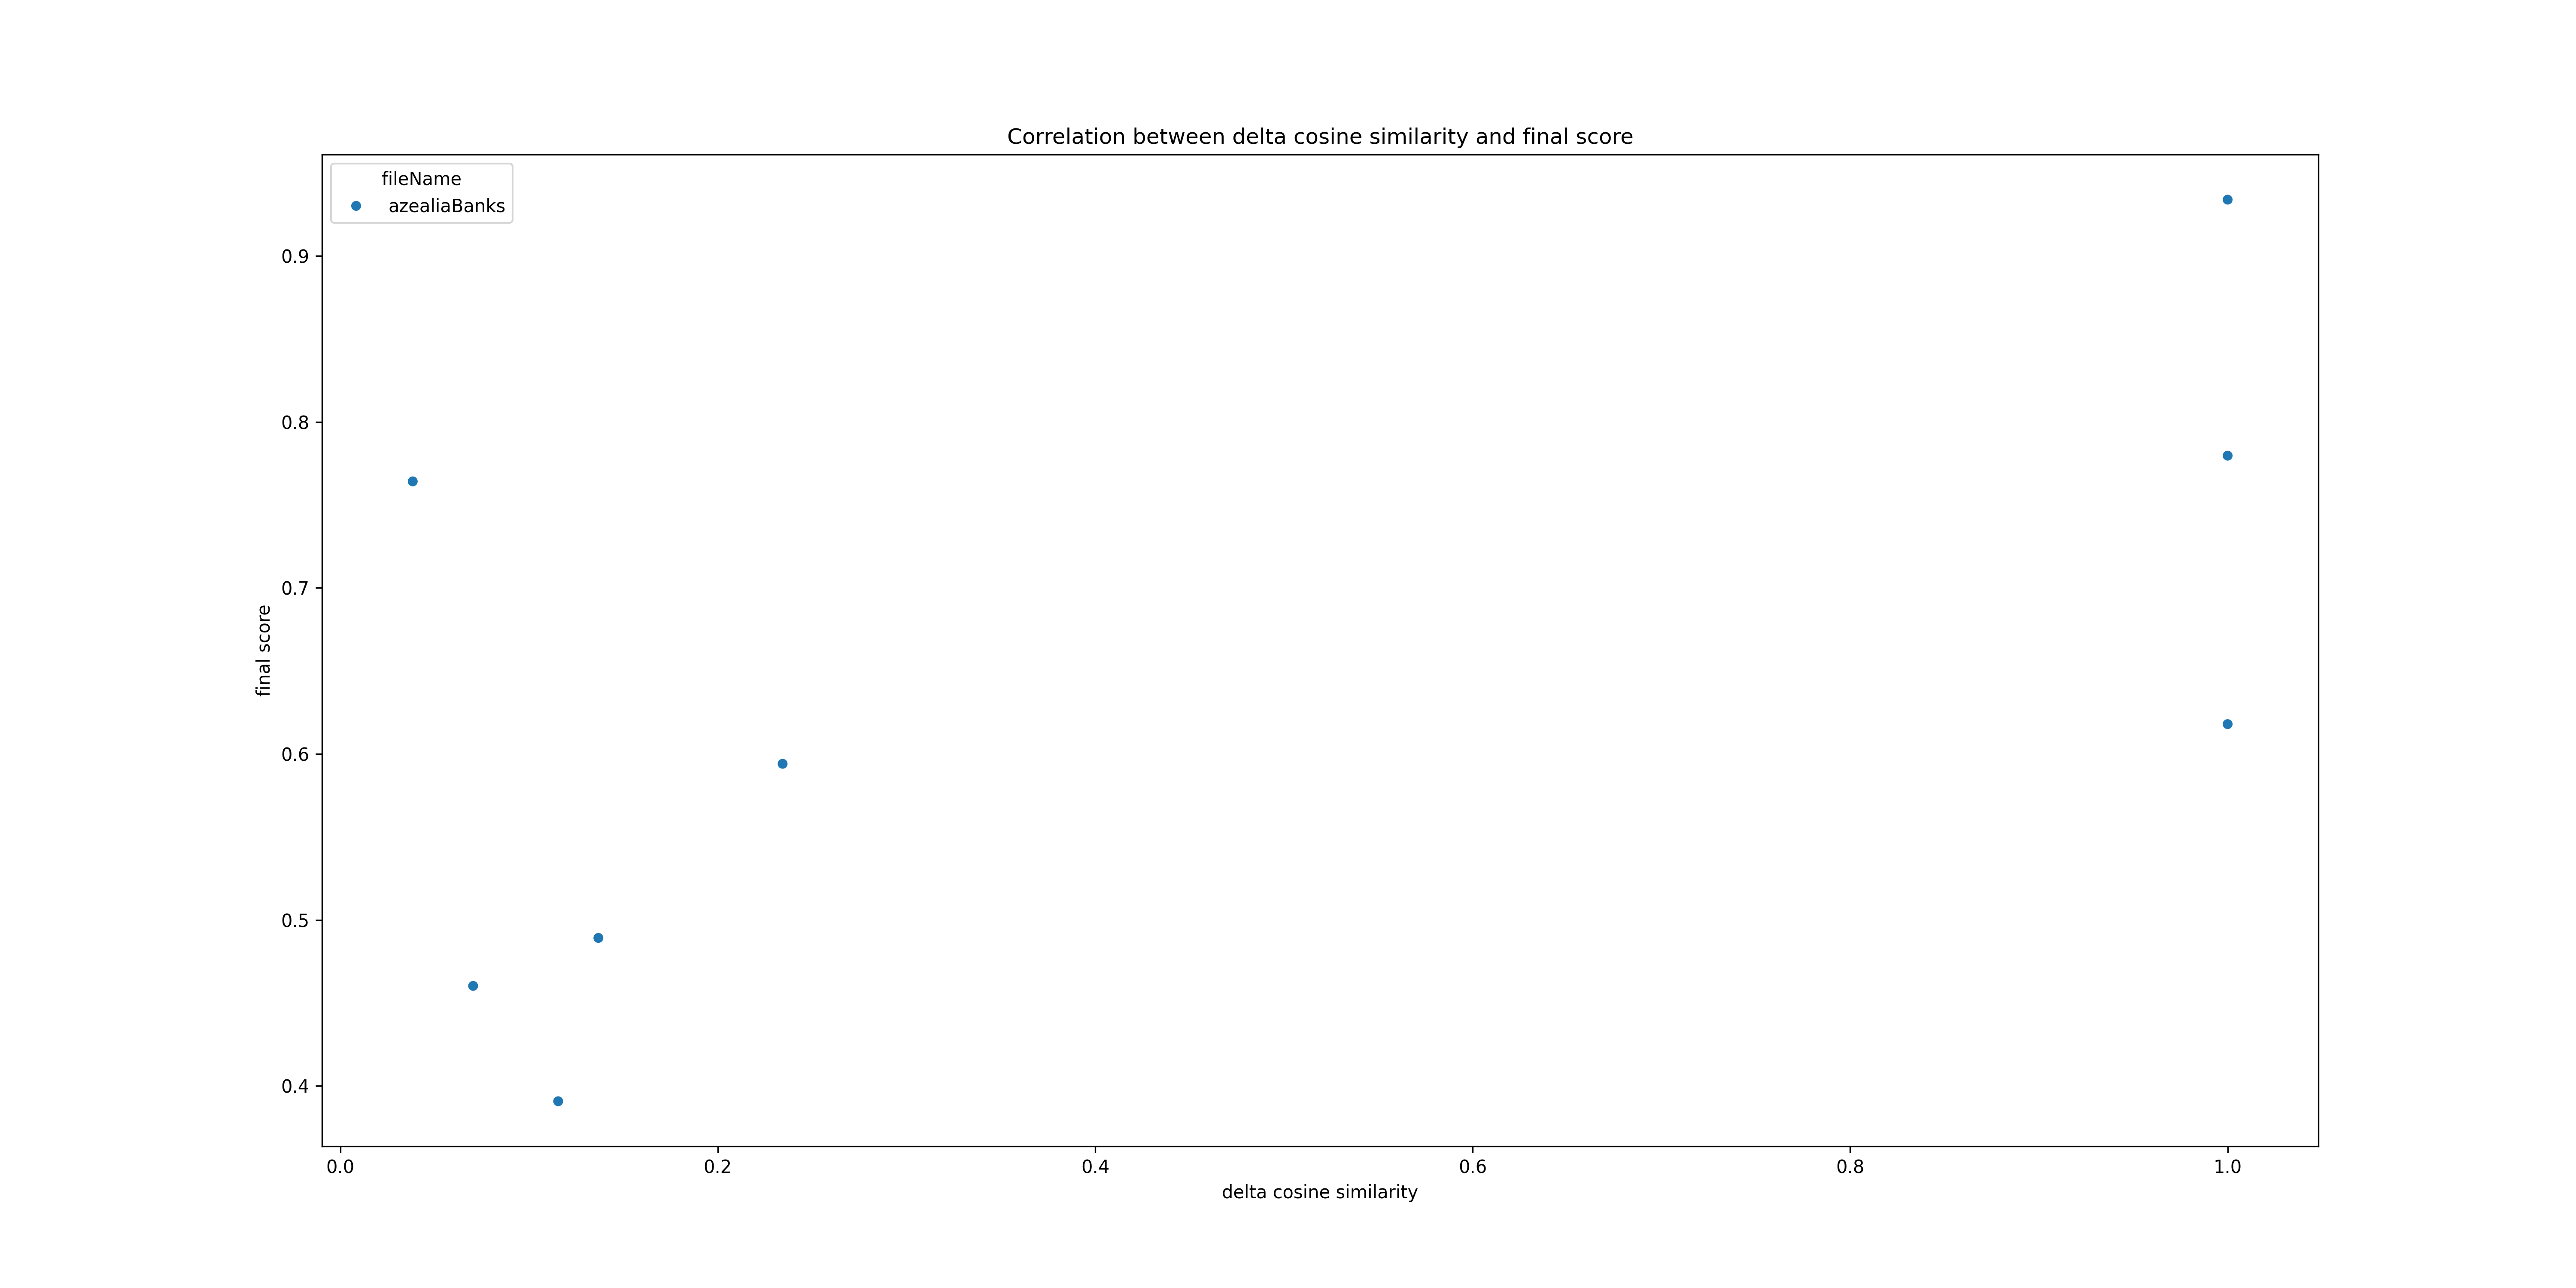 Correlation between delta cosine similarity and final score
fileName
azealiaBanks
0.9
0.8
0.7
0.6
0.5
0.4
final score
0.0 0.2 0.4 0.6 0.8 1.0
delta cosine similarity